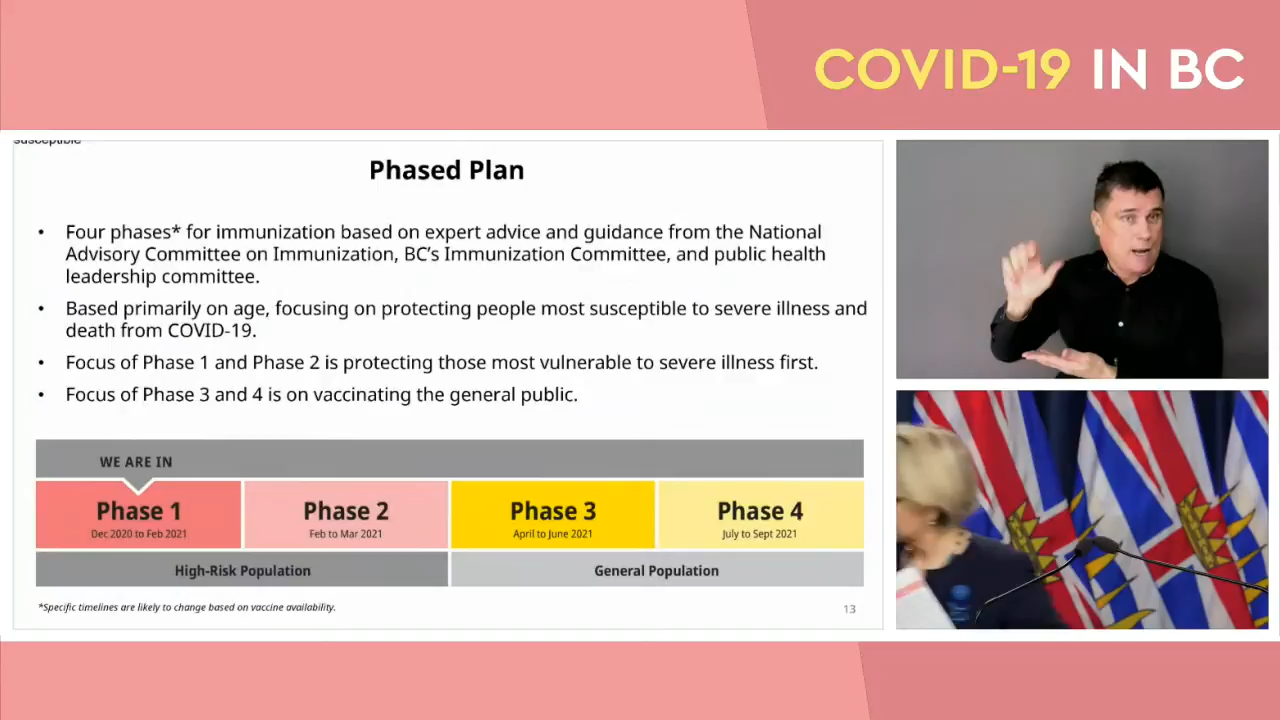 COVID-19 IN BC
susceptible
Phased Plan
• Four phases* for immunization based on expert advice and guidance from the National
Advisory Committee on Immunization, BC’s Immunization Committee, and public health
leadership committee.
• Based primarily on age, focusing on protecting people most susceptible to severe illness and
death from COVID-19.
• Focus of Phase 1 and Phase 2 is protecting those most vulnerable to severe illness first.
• Focus of Phase 3 and 4 is on vaccinating the general public.
WE ARE IN
Phase 1
Dec 2020 to Feb 2021
Phase 2
Feb to Mar 2021
Phase 3
April to June 2021
Phase 4
July to Sept 2021
High-Risk Population
General Population
*Specific timelines are likely to change based on vaccine availability.
13